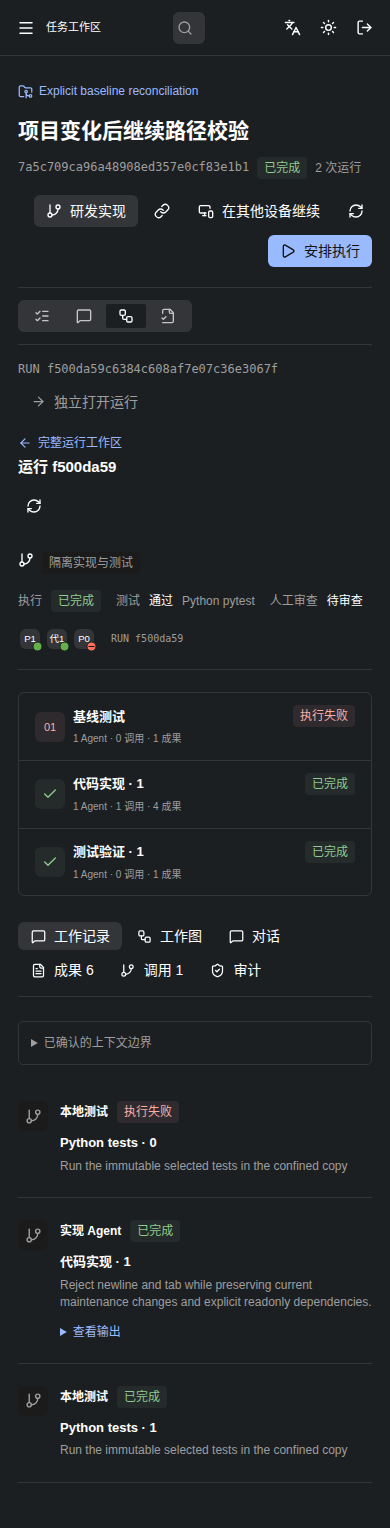 任务工作区
Explicit baseline reconciliation
项目变化后继续路径校验
7a5c709ca96a48908ed357e0cf83e1b1 已完成 2 次运行
研发实现 在其他设备继续
安排执行
RUN f500da59c6384c608af7e07c36e3067f
独立打开运行
完整运行工作区
运行 f500da59
隔离实现与测试
执行 已完成 测试 通过 Python pytest 人工审查 待审查
P1 代1 P0 RUN f500da59
01 基线测试 执行失败
1 Agent · 0 调用 · 1 成果
代码实现 · 1 已完成
1 Agent · 1 调用 · 4 成果
测试验证 · 1 已完成
1 Agent · 0 调用 · 1 成果
工作记录 工作图 对话
成果 6 调用 1 审计
已确认的上下文边界
本地测试 执行失败
Python tests · 0
Run the immutable selected tests in the confined copy
实现 Agent 已完成
代码实现 · 1
Reject newline and tab while preserving current
maintenance changes and explicit readonly dependencies.
查看输出
本地测试 已完成
Python tests · 1
Run the immutable selected tests in the confined copy